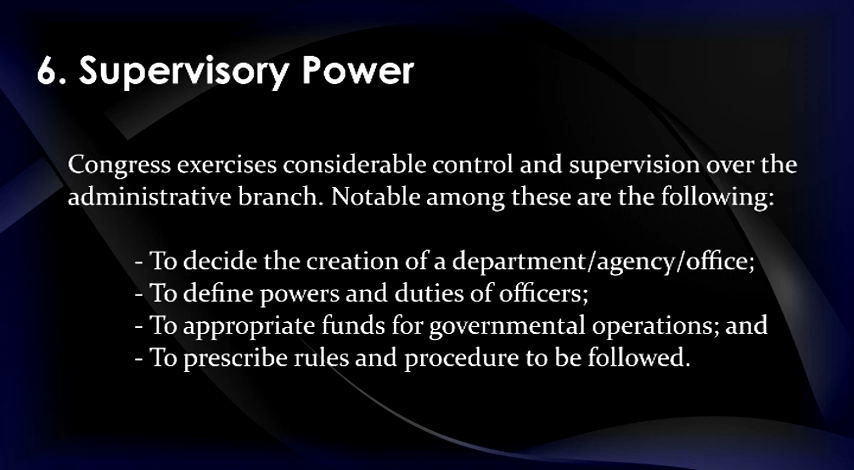 6. Supervisory Power
Congress exercises considerable control and supervision over the
administrative branch. Notable among these are the following:
- To decide the creation of a department/agency/office;
- To define powers and duties of officers;
- To appropriate funds for governmental operations; and
- To prescribe rules and procedure to be followed.